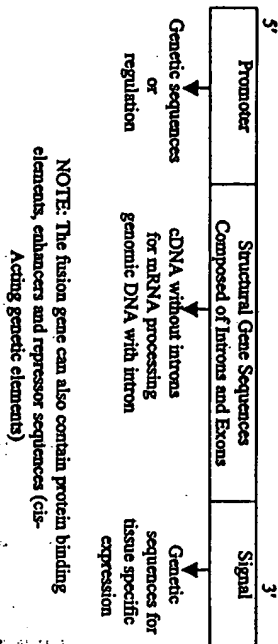 5'
3'
Promoter
Structural Gene Sequences
Composed of Introns and Exons
Signal
Genetic sequences
or
regulation
cDNA without introns
for mRNA processing
genomic DNA with intron
Genetic
sequences for
tissue specific
expression
NOTE: The fusion gene can also contain protein binding
elements, enhancers and repressor sequences (cis-
Acting genetic elements)